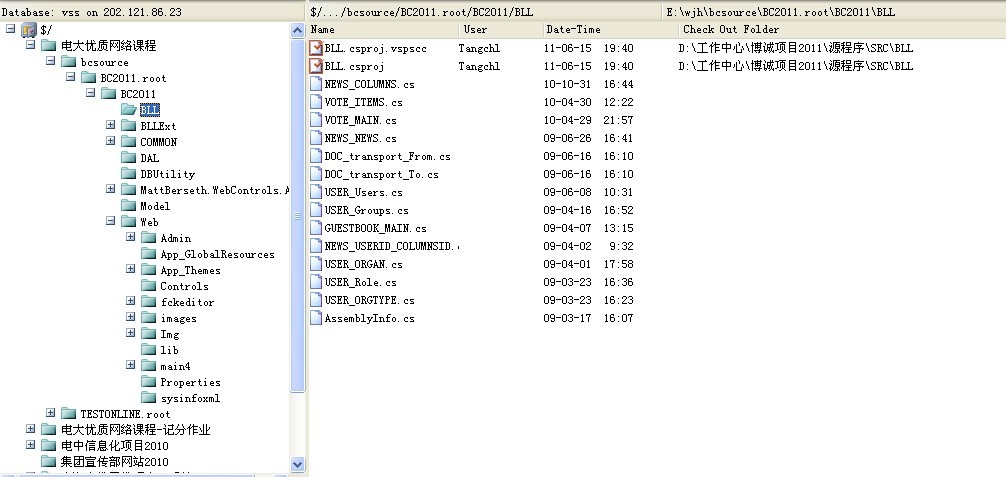 Database: vss on 202.121.86.23
$/.../bcsource/BC2011.root/BC2011/BLL
E:\wjh\bcsource\BC2011.root\BC2011\BLL
$/
电大优质网络课程
bcsource
BC2011.root
BC2011
BLL
BLLExt
COMMON
DAL
DBUtility
MattBerseth.WebControls.A
Model
Web
Admin
App_GlobalResources
App_Themes
Controls
fckeditor
images
Img
lib
main4
Properties
sysinfoxml
TESTONLINE.root
电大优质网络课程-记分作业
电中信息化项目2010
集团宣传部网站2010
Name User Date-Time Check Out Folder
BLL.csproj.vspscc Tangchl 11-06-15 19:40 D:\工作中心\博诚项目2011\源程序\SRC\BLL
BLL.csproj Tangchl 11-06-15 19:40 D:\工作中心\博诚项目2011\源程序\SRC\BLL
NEWS_COLUMNS.cs 10-10-31 16:44
VOTE_ITEMS.cs 10-04-30 12:22
VOTE_MAIN.cs 10-04-29 21:57
NEWS_NEWS.cs 09-06-26 16:41
DOC_transport_From.cs 09-06-16 16:10
DOC_transport_To.cs 09-06-16 16:10
USER_Users.cs 09-06-08 10:31
USER_Groups.cs 09-04-16 16:52
GUESTBOOK_MAIN.cs 09-04-07 13:15
NEWS_USERID_COLUMNSID. 09-04-02 9:32
USER_ORGAN.cs 09-04-01 17:58
USER_Role.cs 09-03-23 16:36
USER_ORGTYPE.cs 09-03-23 16:23
AssemblyInfo.cs 09-03-17 16:07